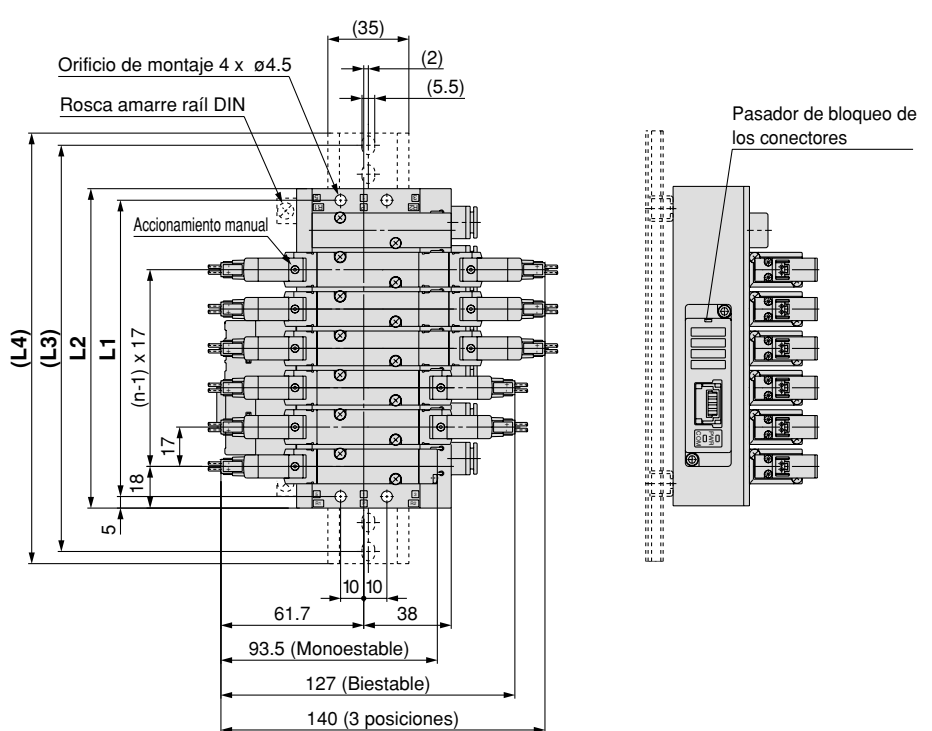 (35)
Orificio de montaje 4 x ø4.5
(2)
(5.5)
Rosca amarre raíl DIN
Pasador de bloqueo de
los conectores
Accionamiento manual
(L4)
(L3)
L2
L1
(n-1) x 17
17
18
5
PWR
COM
10
10
61.7
38
93.5 (Monoestable)
127 (Biestable)
140 (3 posiciones)